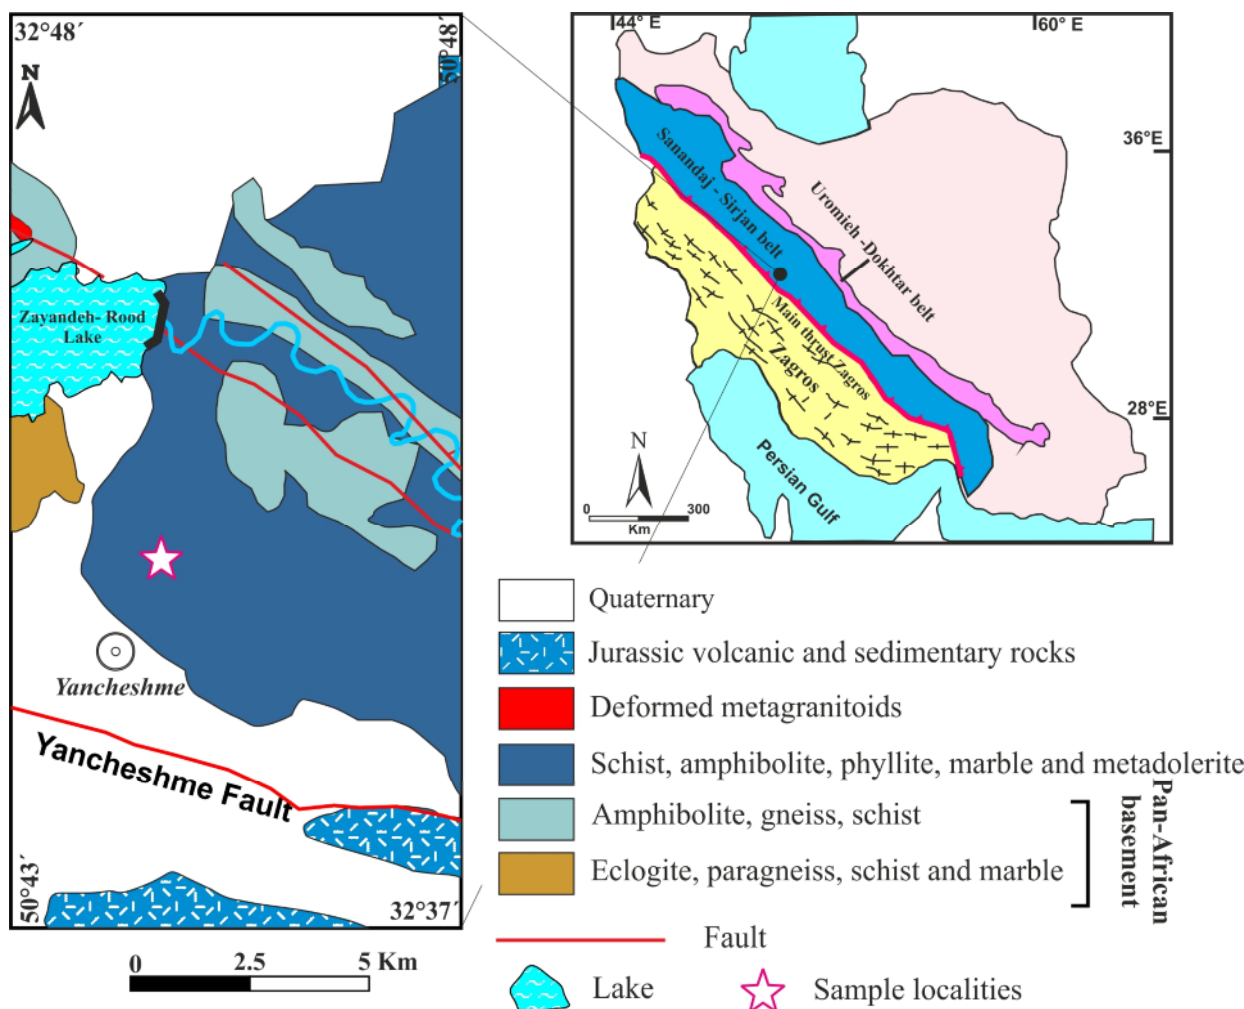 32°48'
50°48'
N
Zayandeh- Rood
Lake
Yancheshme
Yancheshme Fault
50°43'
32°37'
0 2.5 5 Km
44° E
60° E
36°E
28°E
Sanandaj - Sirjan belt
Uromieh -Dokhtar belt
Main thrust Zagros
Zagros
Persian Gulf
N
0 300
Km
Quaternary
Jurassic volcanic and sedimentary rocks
Deformed metagranitoids
Schist, amphibolite, phyllite, marble and metadolerite
Amphibolite, gneiss, schist
Eclogite, paragneiss, schist and marble
Pan-African
basement
Fault
Lake
Sample localities